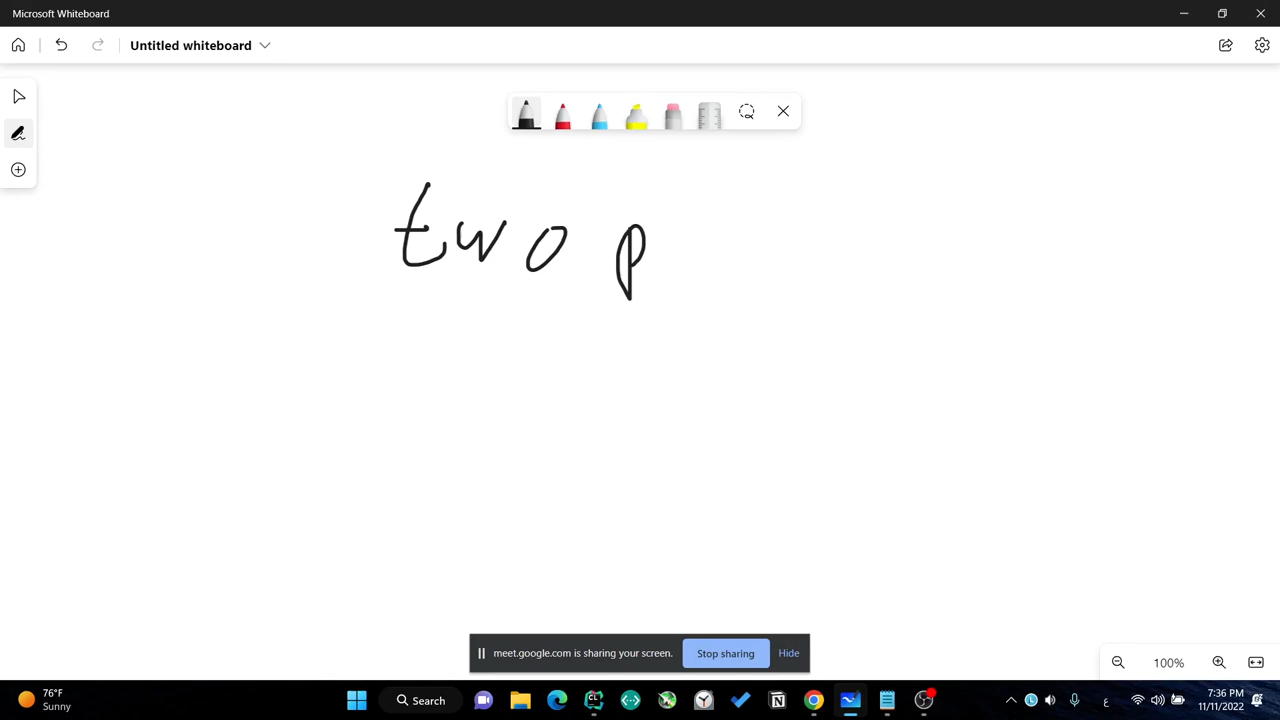 Microsoft Whiteboard
Untitled whiteboard
two p
meet.google.com is sharing your screen. Stop sharing Hide
100%
76°F
Sunny
Search
ع
7:36 PM
11/11/2022